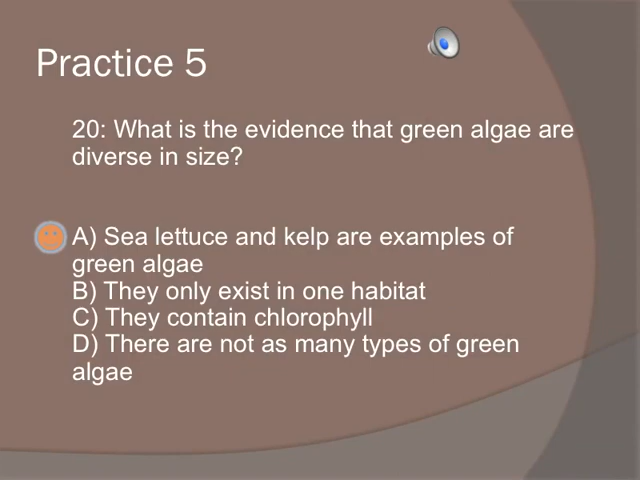 Practice 5
20: What is the evidence that green algae are
diverse in size?
A) Sea lettuce and kelp are examples of
green algae
B) They only exist in one habitat
C) They contain chlorophyll
D) There are not as many types of green
algae